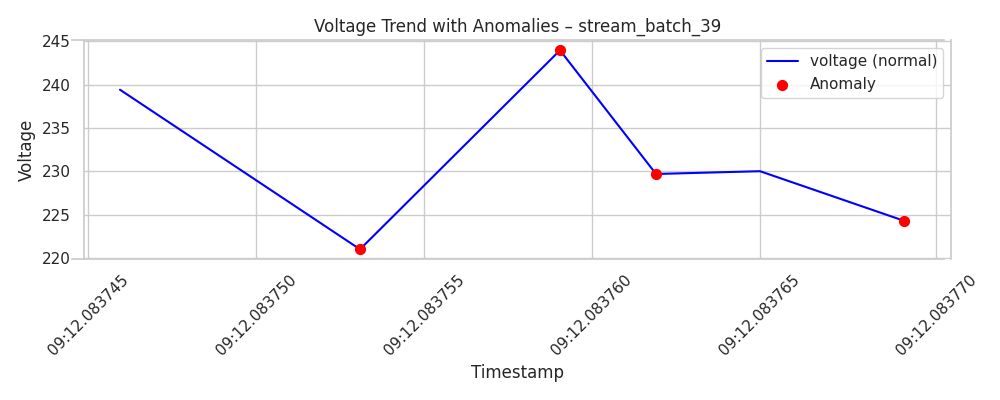 Voltage Trend with Anomalies – stream_batch_39
voltage (normal)
Anomaly
Voltage
245
240
235
230
225
220
09:12.083745
09:12.083750
09:12.083755
09:12.083760
09:12.083765
09:12.083770
Timestamp